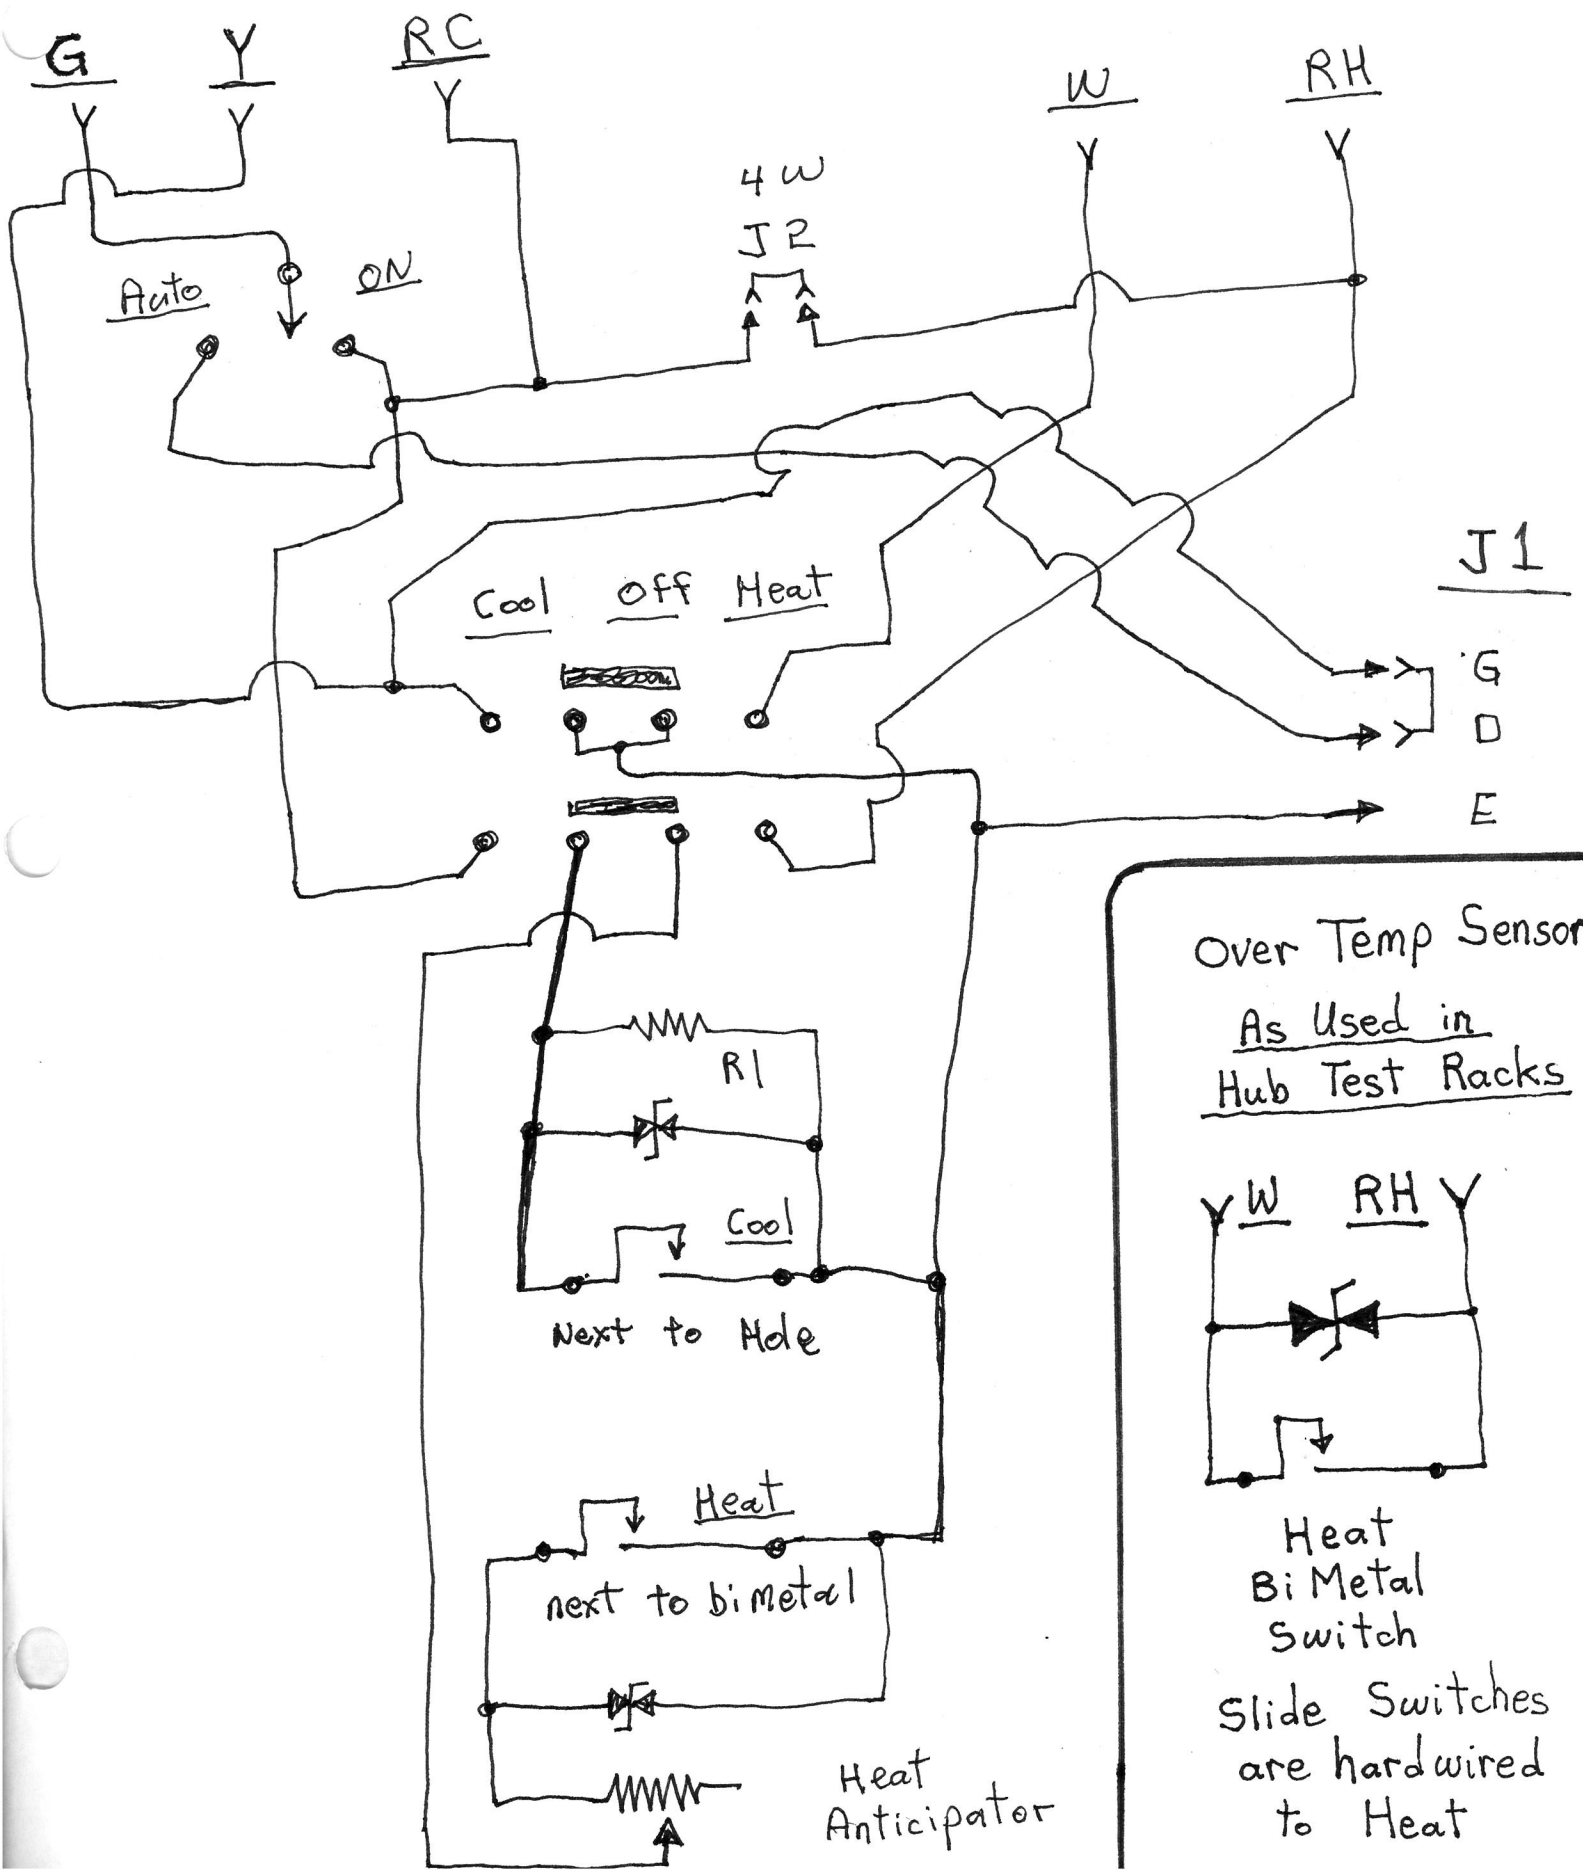 G
Y
RC
W
RH
4W
J2
Auto
ON
Cool
Off
Heat
J1
G
D
E
Over Temp Sensor
As Used in
Hub Test Racks
R1
Cool
Next to Hole
W
RH
Heat
next to bimetal
Heat
BiMetal
Switch
Slide Switches
are hardwired
to Heat
Heat
Anticipator